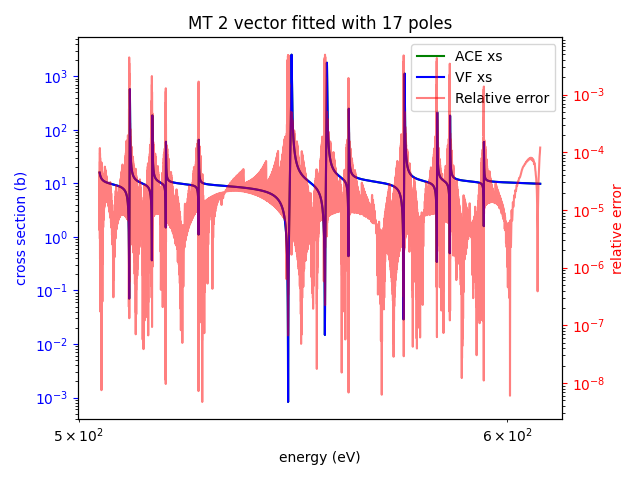 MT 2 vector fitted with 17 poles
ACE xs
VF xs
Relative error
10³
10²
10¹
10⁰
10⁻¹
10⁻²
10⁻³
cross section (b)
10⁻³
10⁻⁴
10⁻⁵
10⁻⁶
10⁻⁷
10⁻⁸
relative error
5 × 10² 6 × 10²
energy (eV)